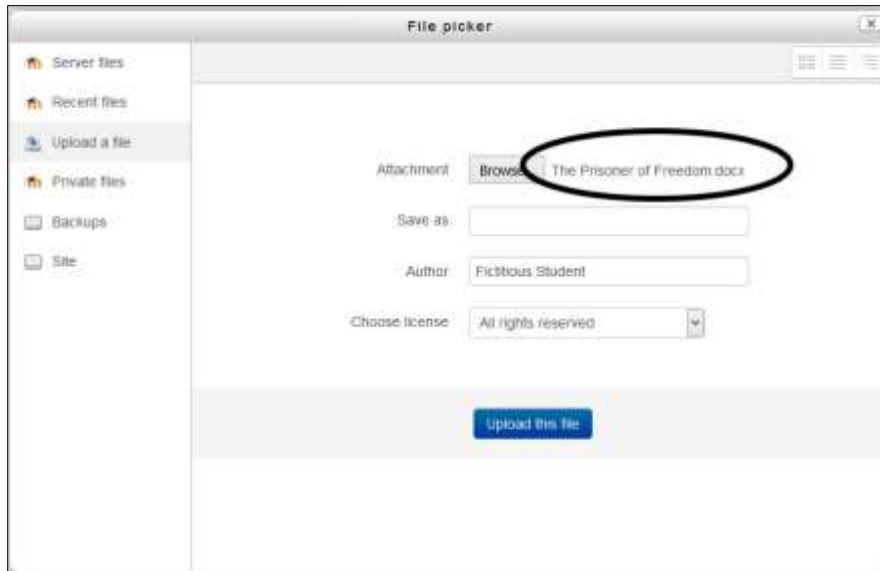 File picker
Server files
Recent files
Upload a file
Private files
Backups
Site
Attachment
Browse
The Prisoner of Freedom.docx
Save as
Author
Fictitious Student
Choose license
All rights reserved
Upload this file